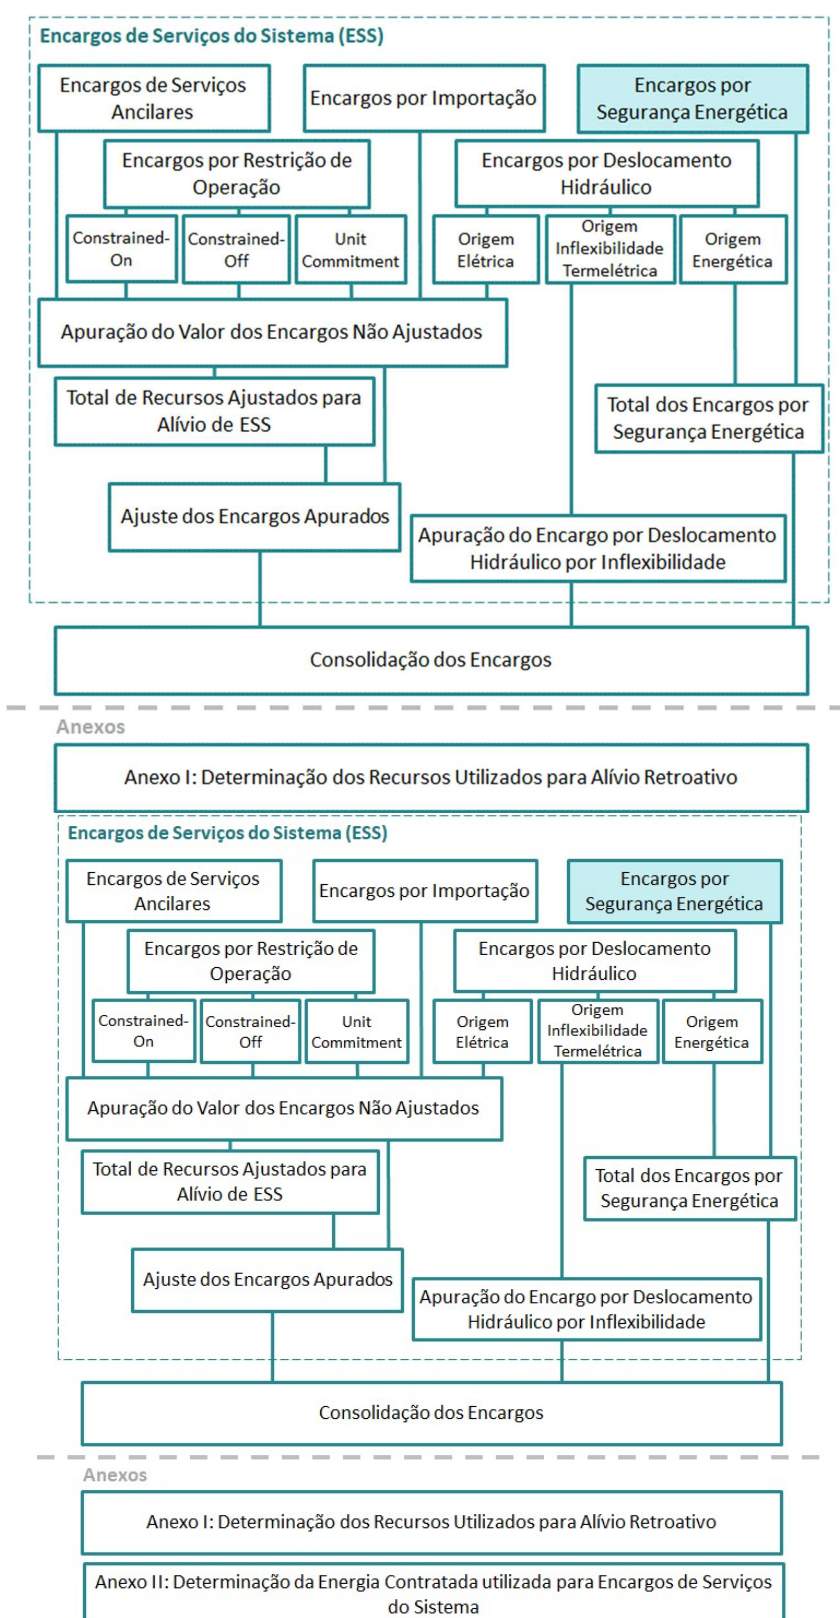 Encargos de Serviços do Sistema (ESS)
Encargos de Serviços
Ancilares
Encargos por Importação
Encargos por
Segurança Energética
Encargos por Restrição de
Operação
Encargos por Deslocamento
Hidráulico
Constrained-
On
Constrained-
Off
Unit
Commitment
Origem
Elétrica
Origem
Inflexibilidade
Termelétrica
Origem
Energética
Apuração do Valor dos Encargos Não Ajustados
Total de Recursos Ajustados para
Alívio de ESS
Total dos Encargos por
Segurança Energética
Ajuste dos Encargos Apurados
Apuração do Encargo por Deslocamento
Hidráulico por Inflexibilidade
Consolidação dos Encargos
Anexos
Anexo I: Determinação dos Recursos Utilizados para Alívio Retroativo
Encargos de Serviços do Sistema (ESS)
Encargos de Serviços
Ancilares
Encargos por Importação
Encargos por
Segurança Energética
Encargos por Restrição de
Operação
Encargos por Deslocamento
Hidráulico
Constrained-
On
Constrained-
Off
Unit
Commitment
Origem
Elétrica
Origem
Inflexibilidade
Termelétrica
Origem
Energética
Apuração do Valor dos Encargos Não Ajustados
Total de Recursos Ajustados para
Alívio de ESS
Total dos Encargos por
Segurança Energética
Ajuste dos Encargos Apurados
Apuração do Encargo por Deslocamento
Hidráulico por Inflexibilidade
Consolidação dos Encargos
Anexos
Anexo I: Determinação dos Recursos Utilizados para Alívio Retroativo
Anexo II: Determinação da Energia Contratada utilizada para Encargos de Serviços
do Sistema